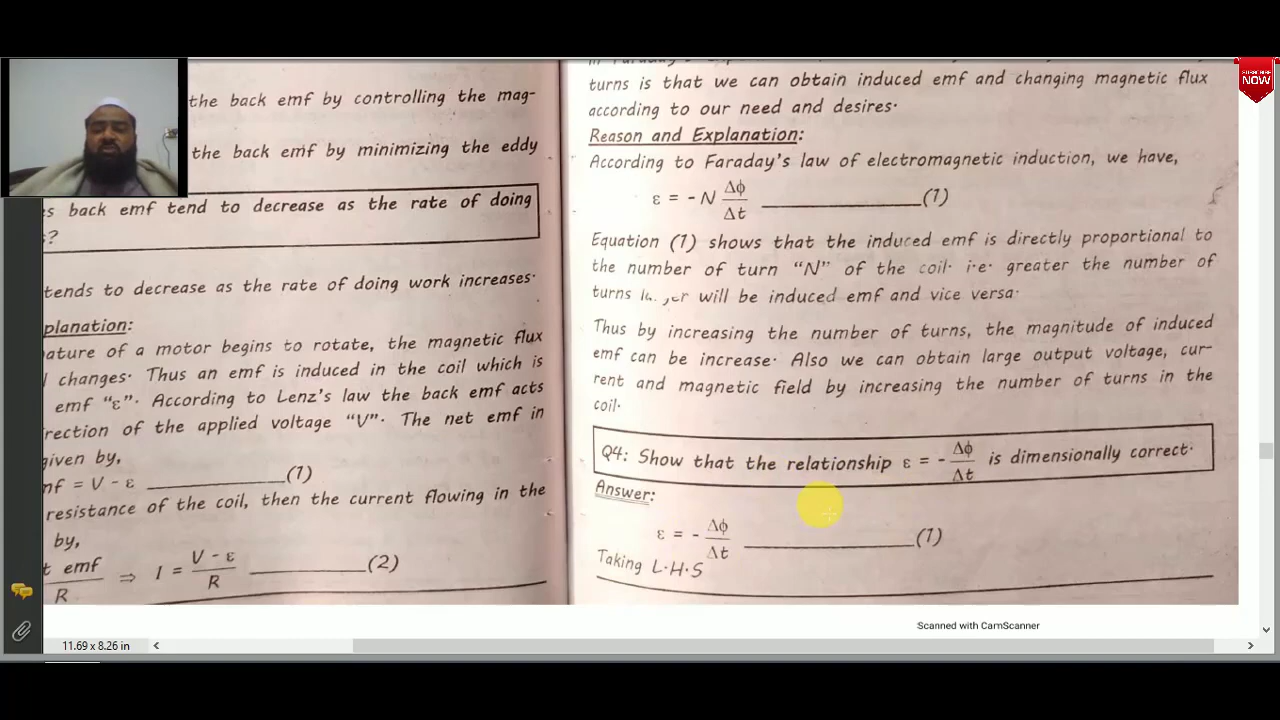 the back emf by controlling the mag-
the back emf by minimizing the eddy
es back emf tend to decrease as the rate of doing
s?
tends to decrease as the rate of doing work increases.
planation:
ature of a motor begins to rotate, the magnetic flux
changes. Thus an emf is induced in the coil which is
emf "ε". According to Lenz's law the back emf acts
rection of the applied voltage "V". The net emf in
given by,
mf = V - ε ____________(1)
resistance of the coil, then the current flowing in the
by,
t emf / R ⇒ I = V - ε / R ____________(2)
turns is that we can obtain induced emf and changing magnetic flux
according to our need and desires.
Reason and Explanation:
According to Faraday's law of electromagnetic induction, we have,
ε = - N Δϕ / Δt ____________(1)
Equation (1) shows that the induced emf is directly proportional to
the number of turn "N" of the coil. i.e. greater the number of
turns will be induced emf and vice versa.
Thus by increasing the number of turns, the magnitude of induced
emf can be increase. Also we can obtain large output voltage, cur-
rent and magnetic field by increasing the number of turns in the
coil.
Q4: Show that the relationship ε = - Δϕ / Δt is dimensionally correct.
Answer:
ε = - Δϕ / Δt ____________(1)
Taking L.H.S
Scanned with CamScanner
11.69 x 8.26 in
SUBSCRIBE
NOW